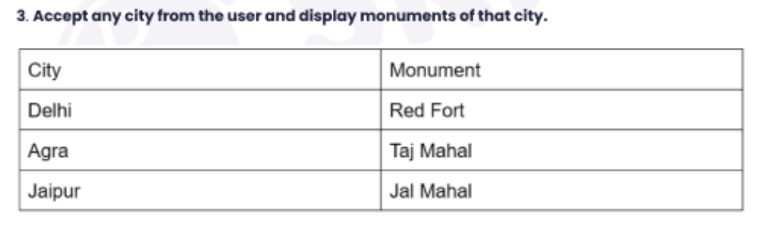 3. Accept any city from the user and display monuments of that city.
City Monument
Delhi Red Fort
Agra Taj Mahal
Jaipur Jal Mahal